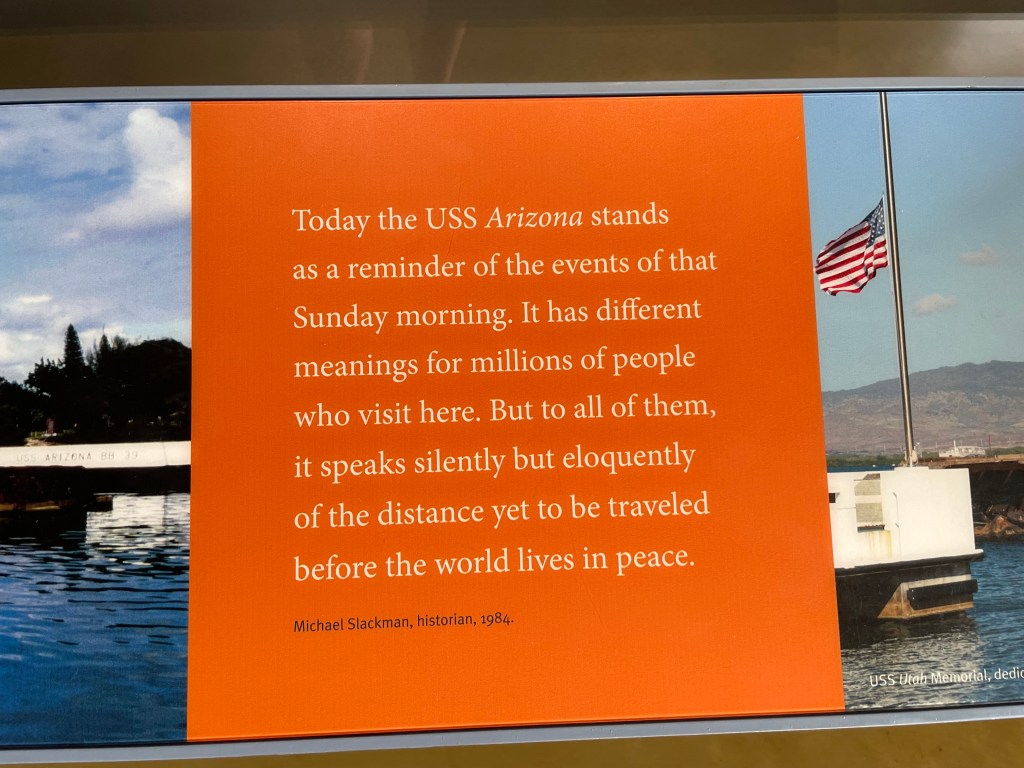 Today the USS Arizona stands
as a reminder of the events of that
Sunday morning. It has different
meanings for millions of people
who visit here. But to all of them,
it speaks silently but eloquently
of the distance yet to be traveled
before the world lives in peace.
Michael Slackman, historian, 1984.
USS ARIZONA BB 39
USS Utah Memorial,